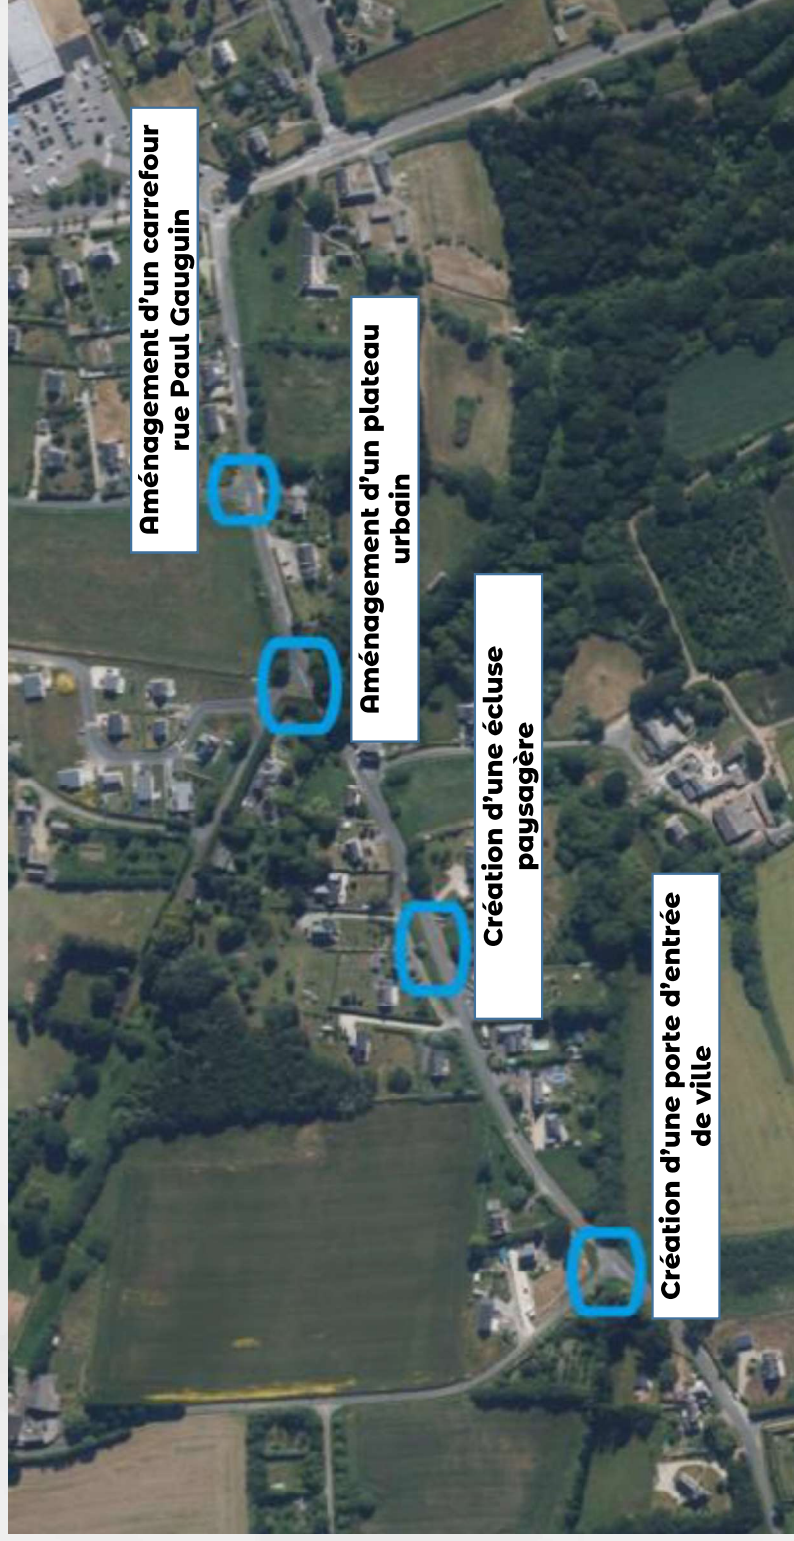 Aménagement d'un carrefour
rue Paul Gauguin
Aménagement d'un plateau
urbain
Création d'une écluse
paysagère
Création d'une porte d'entrée
de ville